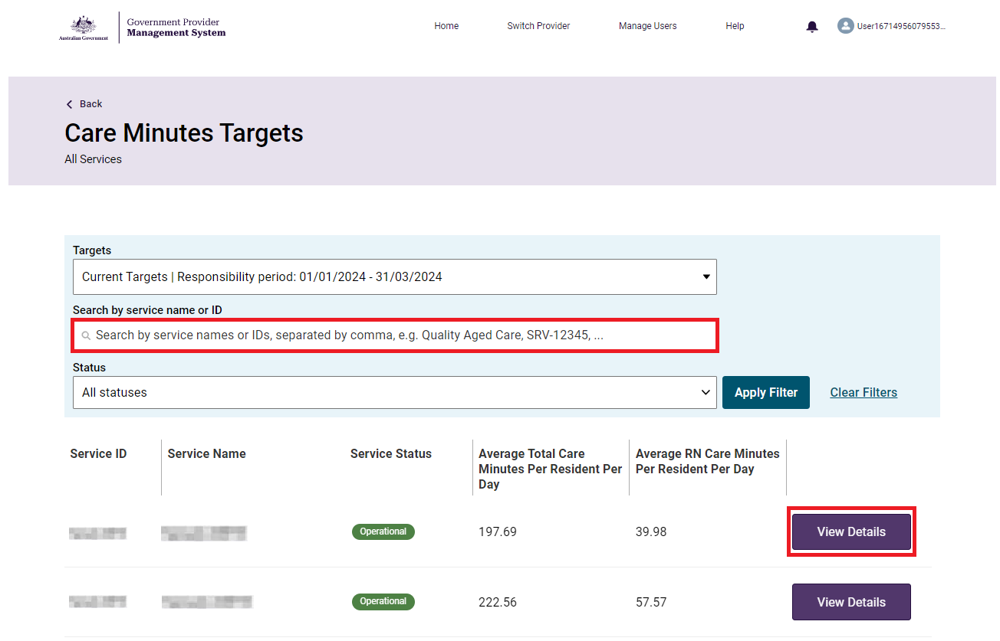 Australian Government
Government Provider
Management System
Home
Switch Provider
Manage Users
Help
User16714956079553...
Back
Care Minutes Targets
All Services
Targets
Current Targets | Responsibility period: 01/01/2024 - 31/03/2024
Search by service name or ID
Search by service names or IDs, separated by comma, e.g. Quality Aged Care, SRV-12345, ...
Status
All statuses
Apply Filter
Clear Filters
Service ID
Service Name
Service Status
Average Total Care
Minutes Per Resident Per
Day
Average RN Care Minutes
Per Resident Per Day
Operational
197.69
39.98
View Details
Operational
222.56
57.57
View Details